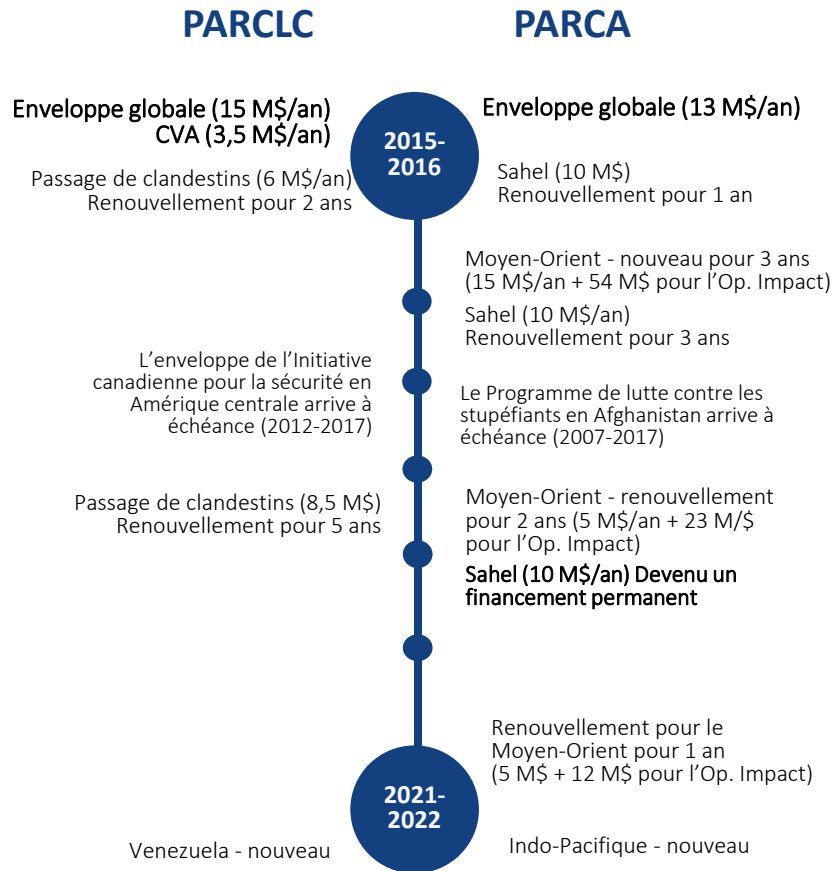 PARCLC
PARCA
Enveloppe globale (15 M$/an)
CVA (3,5 M$/an)
Enveloppe globale (13 M$/an)
2015-
2016
Passage de clandestins (6 M$/an)
Renouvellement pour 2 ans
Sahel (10 M$)
Renouvellement pour 1 an
Moyen-Orient - nouveau pour 3 ans
(15 M$/an + 54 M$ pour l'Op. Impact)
Sahel (10 M$/an)
Renouvellement pour 3 ans
L'enveloppe de l'Initiative
canadienne pour la sécurité en
Amérique centrale arrive à
échéance (2012-2017)
Le Programme de lutte contre les
stupéfiants en Afghanistan arrive à
échéance (2007-2017)
Passage de clandestins (8,5 M$)
Renouvellement pour 5 ans
Moyen-Orient - renouvellement
pour 2 ans (5 M$/an + 23 M/$
pour l'Op. Impact)
Sahel (10 M$/an) Devenu un
financement permanent
Renouvellement pour le
Moyen-Orient pour 1 an
(5 M$ + 12 M$ pour l'Op. Impact)
2021-
2022
Venezuela - nouveau
Indo-Pacifique - nouveau